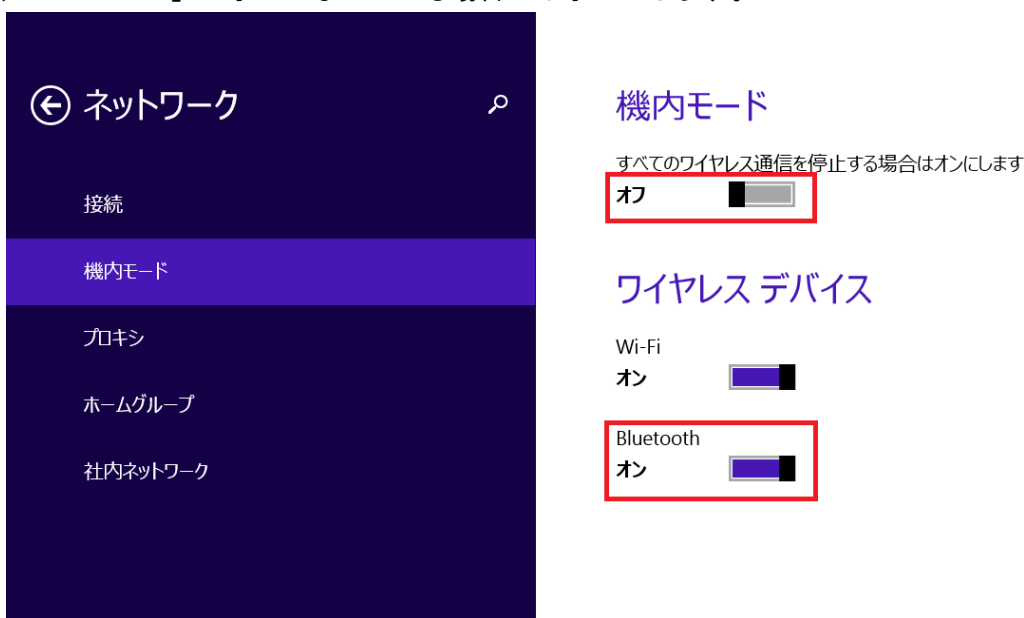 ネットワーク
接続
機内モード
プロキシ
ホームグループ
社内ネットワーク
機内モード
すべてのワイヤレス通信を停止する場合はオンにします
オフ
ワイヤレス デバイス
Wi-Fi
オン
Bluetooth
オン